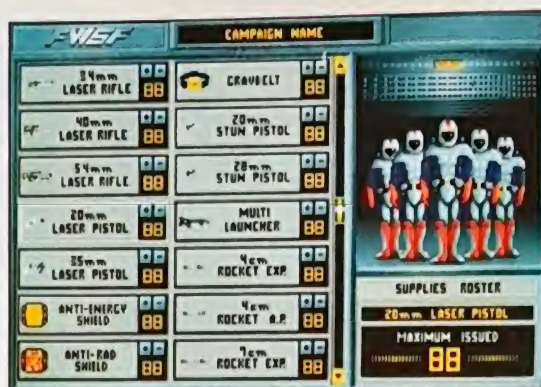 WSF
CAMPAIGN NAME
34mm
LASER RIFLE
88
40mm
LASER RIFLE
88
54mm
LASER RIFLE
88
20mm
LASER PISTOL
88
35mm
LASER PISTOL
88
ANTI-ENERGY
SHIELD
88
ANTI-RAD
SHIELD
88
GRAVBELT
88
20mm
STUN PISTOL
88
28mm
STUN PISTOL
88
MULTI
LAUNCHER
88
4cm
ROCKET EXP.
88
4cm
ROCKET A.P.
88
7cm
ROCKET EXP.
88
SUPPLIES ROSTER
20mm LASER PISTOL
MAXIMUM ISSUED
88